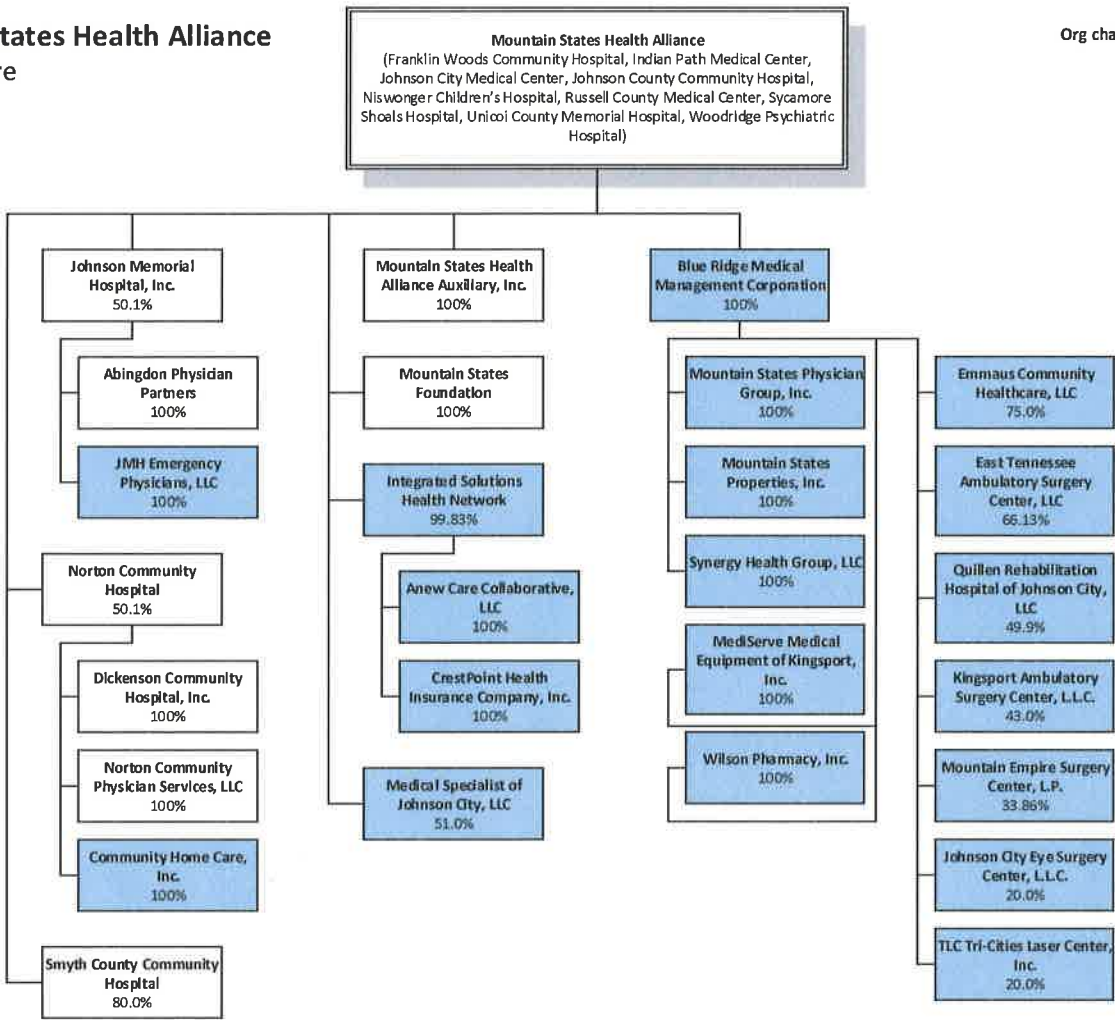 tates Health Alliance
re
Org cha
Mountain States Health Alliance
(Franklin Woods Community Hospital, Indian Path Medical Center,
Johnson City Medical Center, Johnson County Community Hospital,
Niswonger Children's Hospital, Russell County Medical Center, Sycamore
Shoals Hospital, Unicoi County Memorial Hospital, Woodridge Psychiatric
Hospital)
Johnson Memorial
Hospital, Inc.
50.1%
Abingdon Physician
Partners
100%
JMH Emergency
Physicians, LLC
100%
Norton Community
Hospital
50.1%
Dickenson Community
Hospital, Inc.
100%
Norton Community
Physician Services, LLC
100%
Community Home Care,
Inc.
100%
Smyth County Community
Hospital
80.0%
Mountain States Health
Alliance Auxiliary, Inc.
100%
Mountain States
Foundation
100%
Integrated Solutions
Health Network
99.83%
Anew Care Collaborative,
LLC
100%
CrestPoint Health
Insurance Company, Inc.
100%
Medical Specialist of
Johnson City, LLC
51.0%
Blue Ridge Medical
Management Corporation
100%
Mountain States Physician
Group, Inc.
100%
Mountain States
Properties, Inc.
100%
Synergy Health Group, LLC
100%
MediServe Medical
Equipment of Kingsport,
Inc.
100%
Wilson Pharmacy, Inc.
100%
Emmaus Community
Healthcare, LLC
75.0%
East Tennessee
Ambulatory Surgery
Center, LLC
66.13%
Quillen Rehabilitation
Hospital of Johnson City,
LLC
49.9%
Kingsport Ambulatory
Surgery Center, L.L.C.
43.0%
Mountain Empire Surgery
Center, L.P.
33.86%
Johnson City Eye Surgery
Center, L.L.C.
20.0%
TLC Tri-Cities Laser Center,
Inc.
20.0%